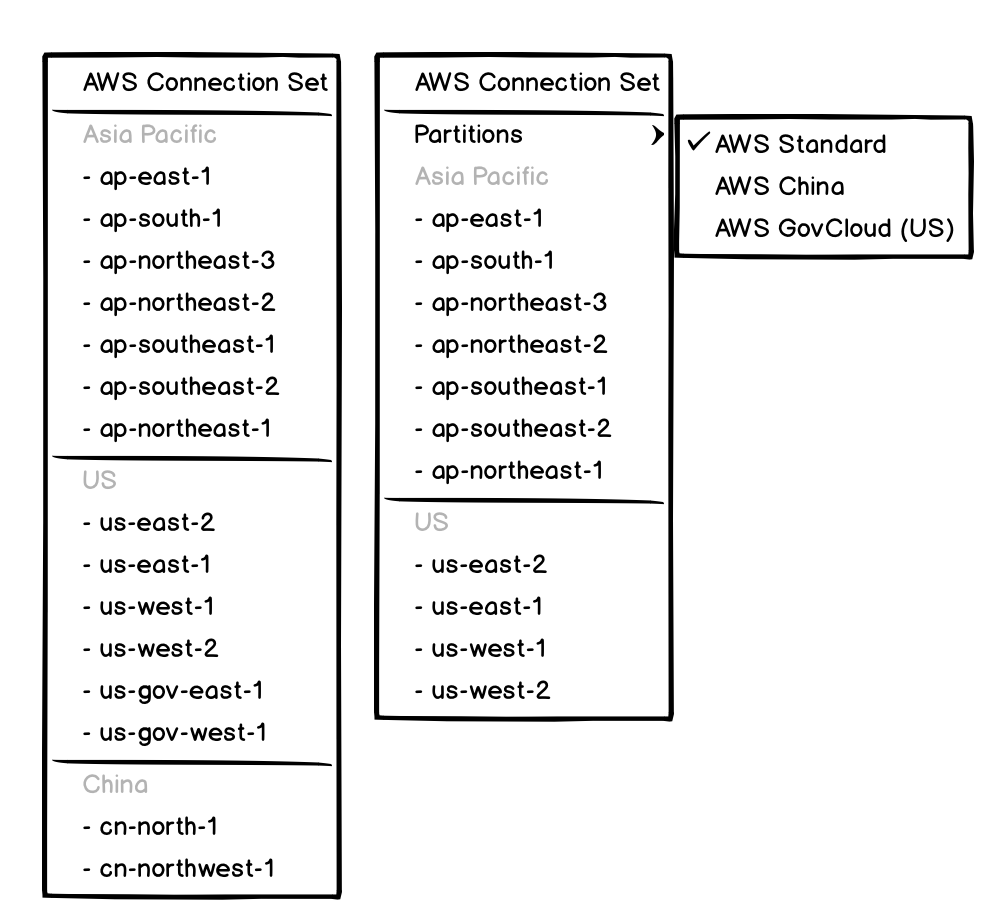 AWS Connection Set
Asia Pacific
- ap-east-1
- ap-south-1
- ap-northeast-3
- ap-northeast-2
- ap-southeast-1
- ap-southeast-2
- ap-northeast-1
US
- us-east-2
- us-east-1
- us-west-1
- us-west-2
- us-gov-east-1
- us-gov-west-1
China
- cn-north-1
- cn-northwest-1
AWS Connection Set
Partitions
Asia Pacific
- ap-east-1
- ap-south-1
- ap-northeast-3
- ap-northeast-2
- ap-southeast-1
- ap-southeast-2
- ap-northeast-1
US
- us-east-2
- us-east-1
- us-west-1
- us-west-2
AWS Standard
AWS China
AWS GovCloud (US)